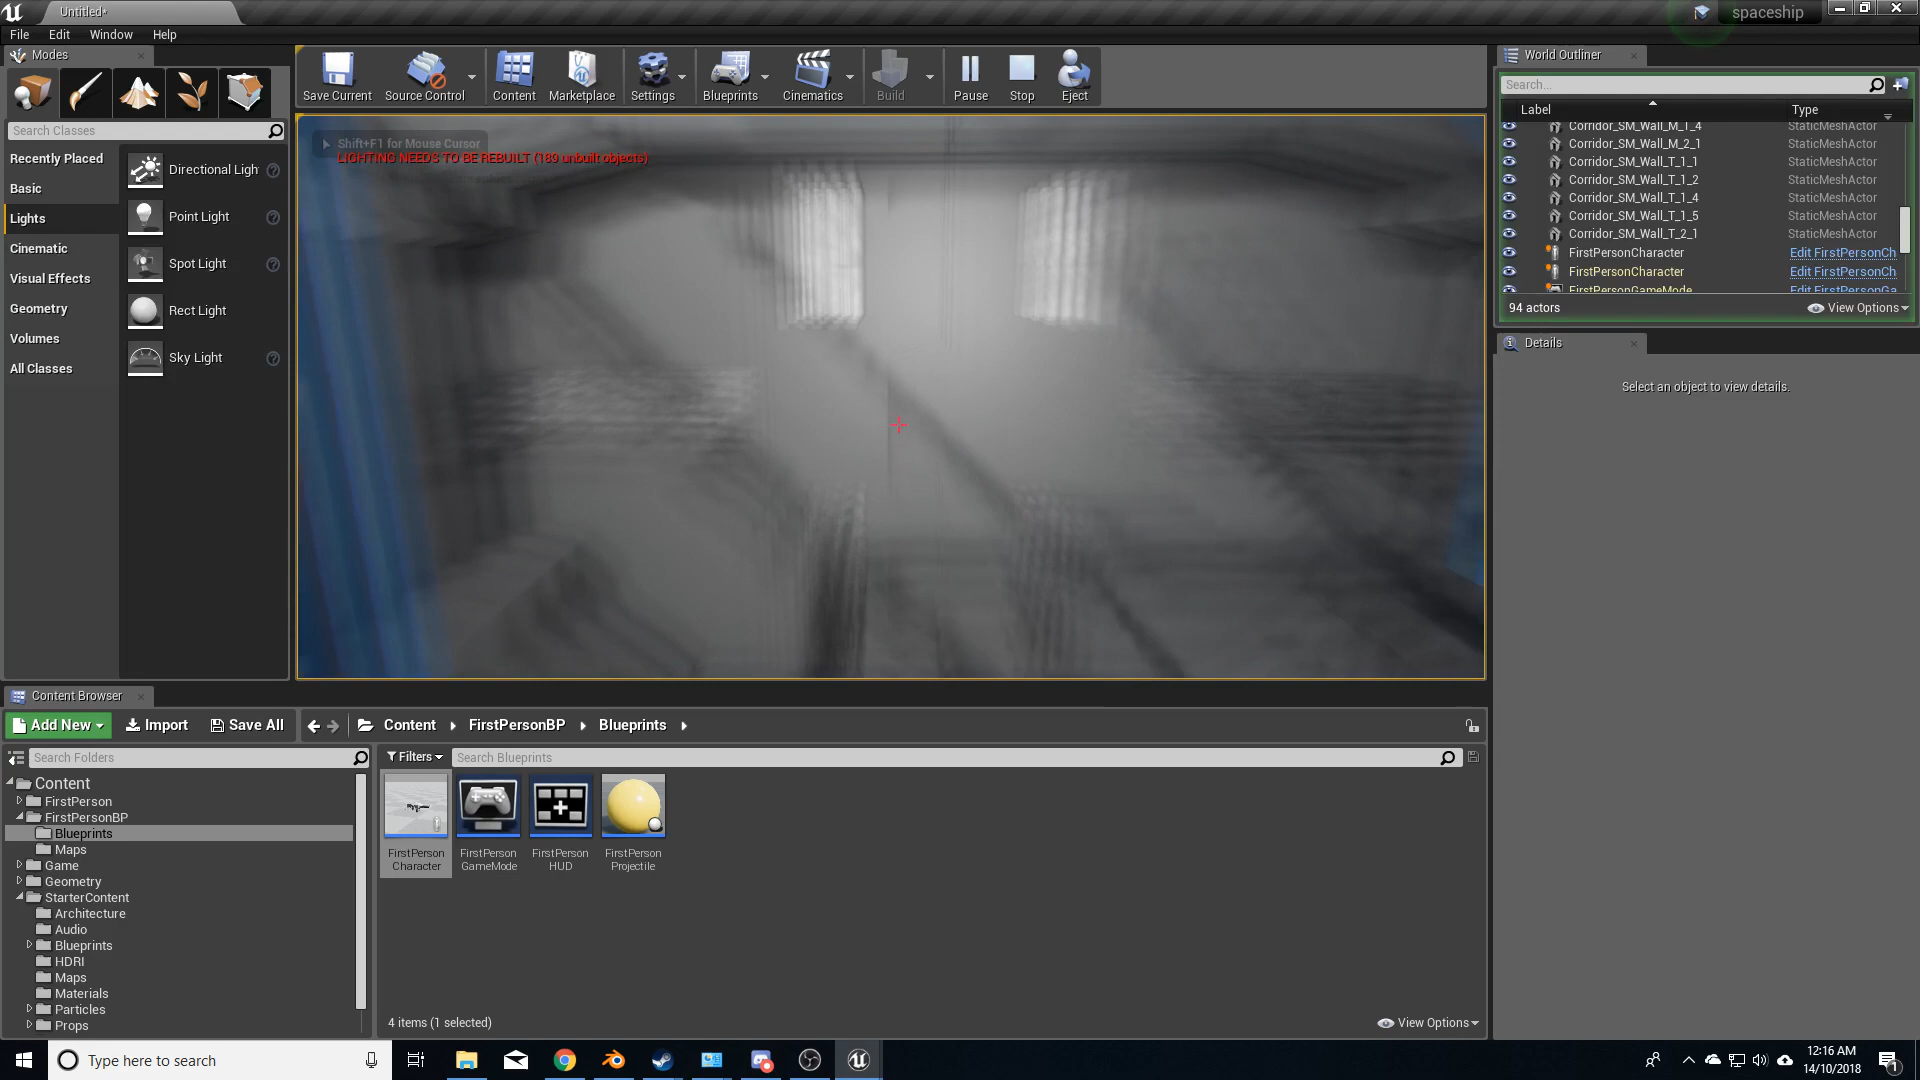 Untitled*
spaceship
File Edit Window Help
Modes
Search Classes
Recently Placed
Basic
Lights
Cinematic
Visual Effects
Geometry
Volumes
All Classes
Directional Ligh
Point Light
Spot Light
Rect Light
Sky Light
Save Current
Source Control
Content
Marketplace
Settings
Blueprints
Cinematics
Build
Pause
Stop
Eject
Shift+F1 for Mouse Cursor
LIGHTING NEEDS TO BE REBUILT (189 unbuilt objects)
World Outliner
Search...
Label Type
Corridor_SM_Wall_M_1_4 StaticMeshActor
Corridor_SM_Wall_M_2_1 StaticMeshActor
Corridor_SM_Wall_T_1_1 StaticMeshActor
Corridor_SM_Wall_T_1_2 StaticMeshActor
Corridor_SM_Wall_T_1_4 StaticMeshActor
Corridor_SM_Wall_T_1_5 StaticMeshActor
Corridor_SM_Wall_T_2_1 StaticMeshActor
FirstPersonCharacter Edit FirstPersonCh
FirstPersonCharacter Edit FirstPersonCh
FirstPersonGameMode Edit FirstPersonGa
94 actors
View Options
Details
Select an object to view details.
Content Browser
Add New
Import
Save All
Content
FirstPersonBP
Blueprints
Search Folders
Filters
Search Blueprints
Content
FirstPerson
FirstPersonBP
Blueprints
Maps
Game
Geometry
StarterContent
Architecture
Audio
Blueprints
HDRI
Maps
Materials
Particles
Props
FirstPerson
Character
FirstPerson
GameMode
FirstPerson
HUD
FirstPerson
Projectile
4 items (1 selected)
View Options
Type here to search
12:16 AM
14/10/2018
1